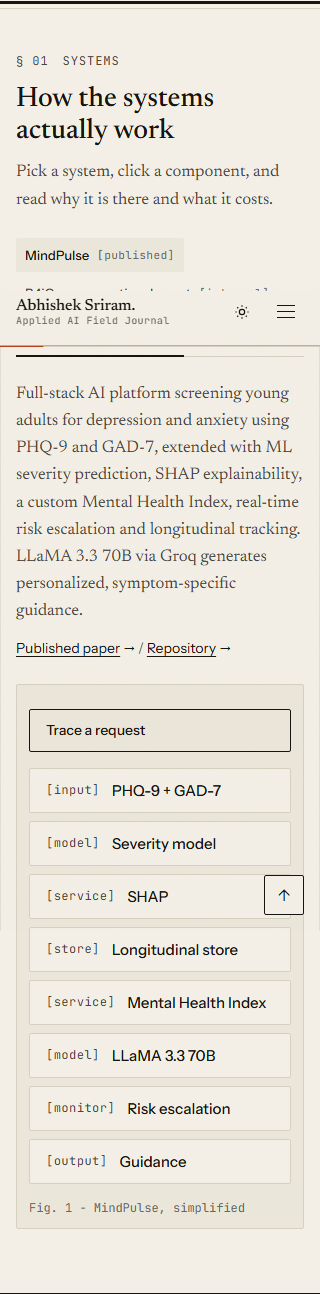 § 01 SYSTEMS
How the systems
actually work
Pick a system, click a component, and
read why it is there and what it costs.
MindPulse [published]
Abhishek Sriram.
Applied AI Field Journal
Full-stack AI platform screening young
adults for depression and anxiety using
PHQ-9 and GAD-7, extended with ML
severity prediction, SHAP explainability,
a custom Mental Health Index, real-time
risk escalation and longitudinal tracking.
LLaMA 3.3 70B via Groq generates
personalized, symptom-specific
guidance.
Published paper → / Repository →
Trace a request
[input] PHQ-9 + GAD-7
[model] Severity model
[service] SHAP
↑
[store] Longitudinal store
[service] Mental Health Index
[model] LLaMA 3.3 70B
[monitor] Risk escalation
[output] Guidance
Fig. 1 - MindPulse, simplified